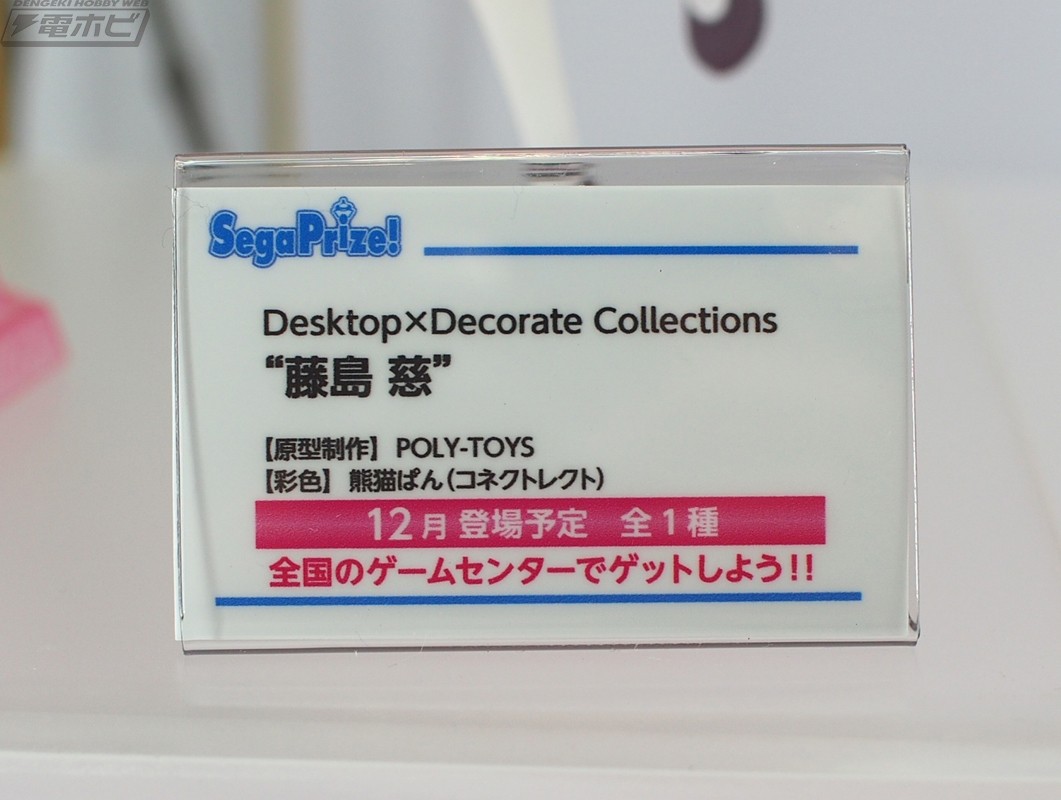 DENGEKI HOBBY WEB
電ホビ
SegaPrize!
Desktop×Decorate Collections
“藤島 慈”
【原型制作】 POLY-TOYS
【彩色】 熊猫ぱん(コネクトレクト)
12月 登場予定 全1種
全国のゲームセンターでゲットしよう!!